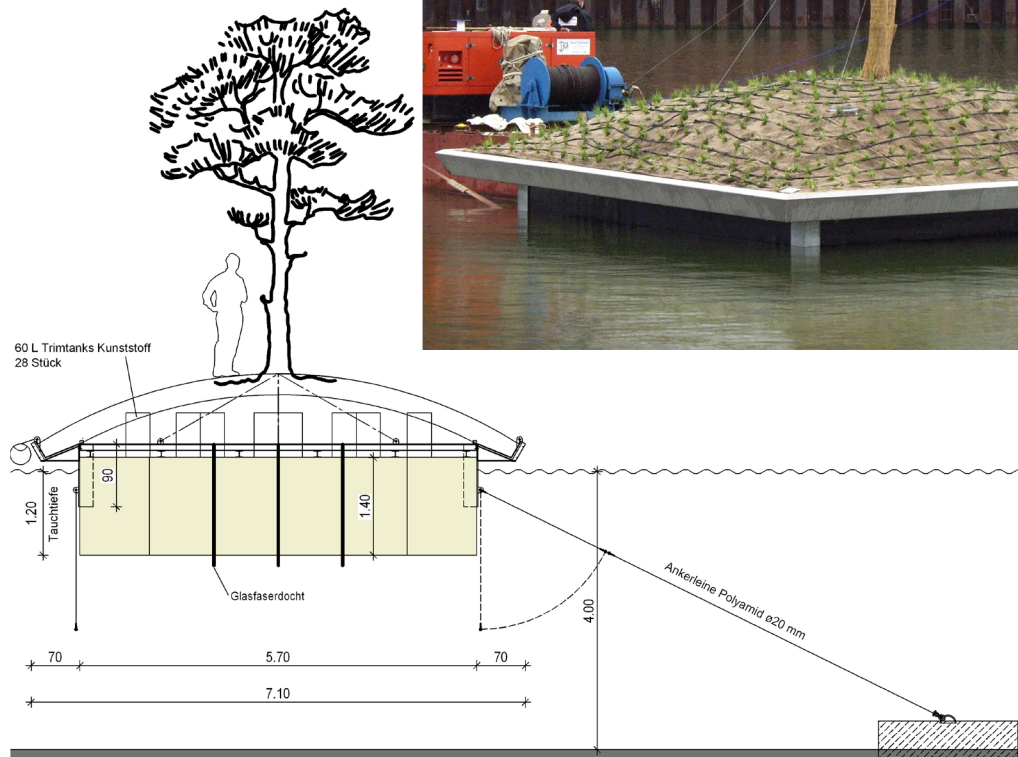 JM
60 L Trimtanks Kunststoff
28 Stück
1.20
Tauchtiefe
90
1.40
Glasfaserdocht
4.00
Ankerleine Polyamid ø20 mm
70
5.70
70
7.10